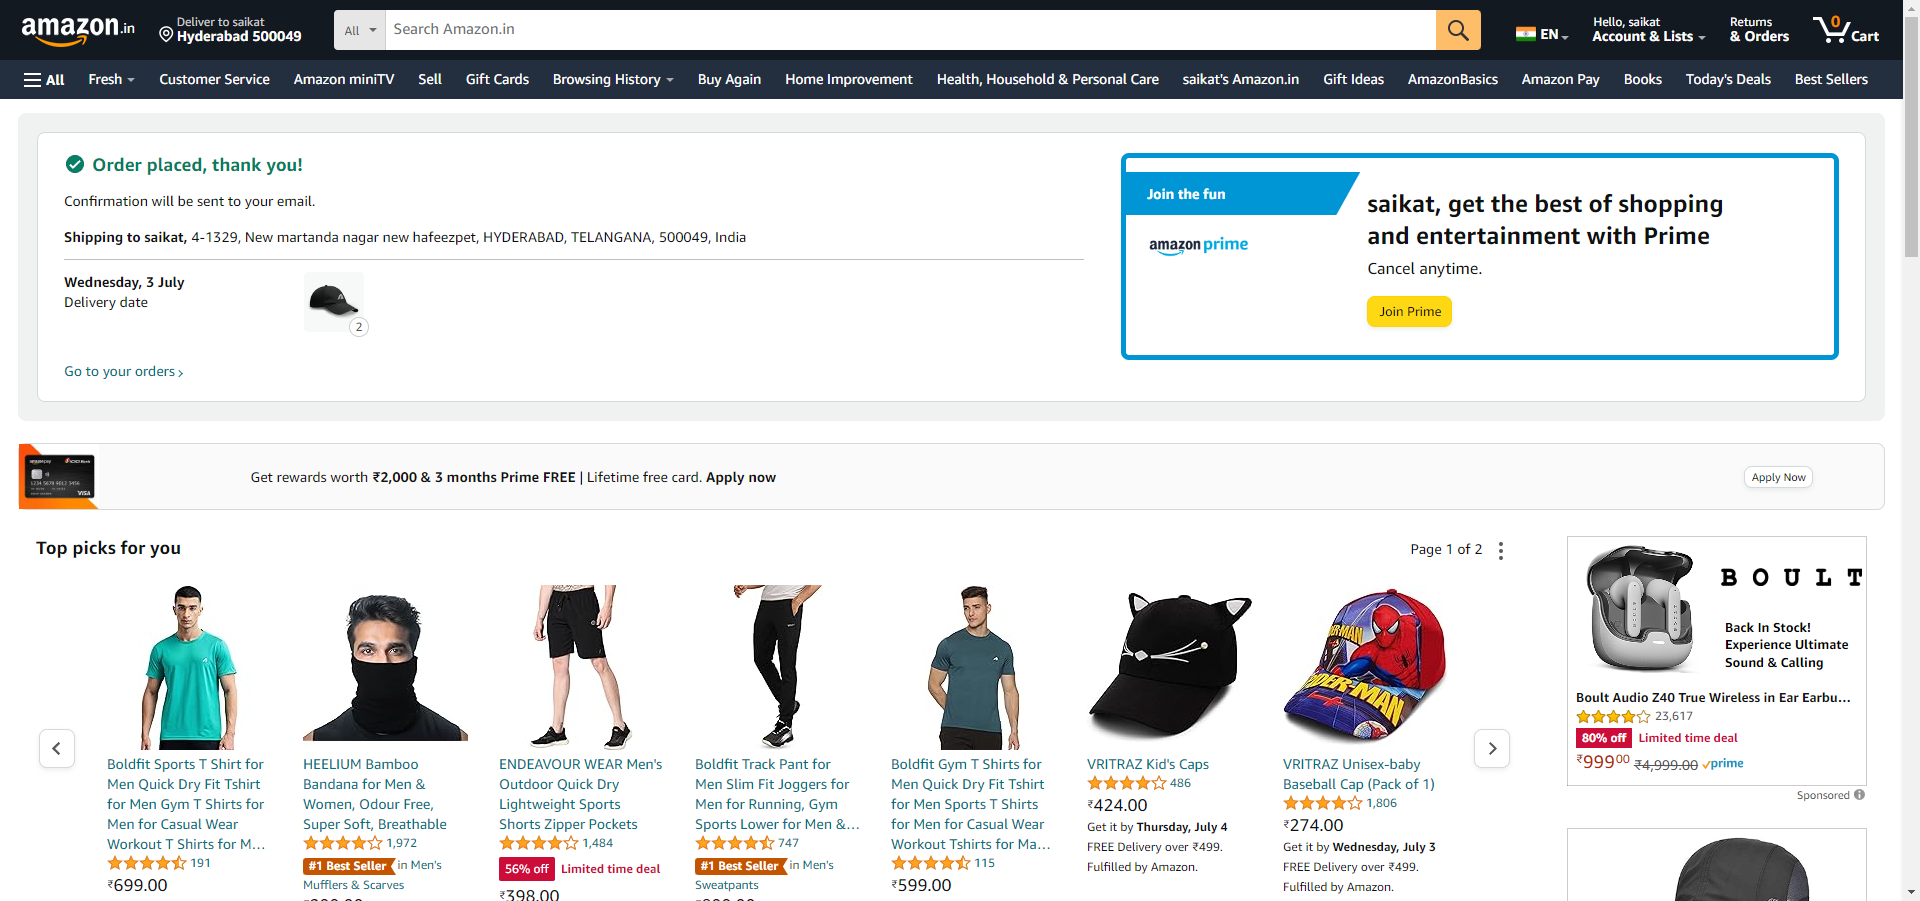 amazon.in
Deliver to saikat
Hyderabad 500049
All
Search Amazon.in
EN
Hello, saikat
Account & Lists
Returns
& Orders
0
Cart
All
Fresh
Customer Service
Amazon miniTV
Sell
Gift Cards
Browsing History
Buy Again
Home Improvement
Health, Household & Personal Care
saikat's Amazon.in
Gift Ideas
AmazonBasics
Amazon Pay
Books
Today's Deals
Best Sellers
Order placed, thank you!
Confirmation will be sent to your email.
Shipping to saikat, 4-1329, New martanda nagar new hafeezpet, HYDERABAD, TELANGANA, 500049, India
Wednesday, 3 July
Delivery date
2
Go to your orders ›
Join the fun
amazon prime
saikat, get the best of shopping
and entertainment with Prime
Cancel anytime.
Join Prime
Get rewards worth ₹2,000 & 3 months Prime FREE | Lifetime free card. Apply now
Apply Now
Top picks for you
Page 1 of 2
Boldfit Sports T Shirt for
Men Quick Dry Fit Tshirt
for Men Gym T Shirts for
Men for Casual Wear
Workout T Shirts for M...
191
₹699.00
HEELIUM Bamboo
Bandana for Men &
Women, Odour Free,
Super Soft, Breathable
1,972
#1 Best Seller in Men's
Mufflers & Scarves
ENDEAVOUR WEAR Men's
Outdoor Quick Dry
Lightweight Sports
Shorts Zipper Pockets
1,484
56% off Limited time deal
₹398.00
Boldfit Track Pant for
Men Slim Fit Joggers for
Men for Running, Gym
Sports Lower for Men &...
747
#1 Best Seller in Men's
Sweatpants
Boldfit Gym T Shirts for
Men Quick Dry Fit Tshirt
for Men Sports T Shirts
for Men for Casual Wear
Workout Tshirts for Ma...
115
₹599.00
VRITRAZ Kid's Caps
486
₹424.00
Get it by Thursday, July 4
FREE Delivery over ₹499.
Fulfilled by Amazon.
VRITRAZ Unisex-baby
Baseball Cap (Pack of 1)
1,806
₹274.00
Get it by Wednesday, July 3
FREE Delivery over ₹499.
Fulfilled by Amazon.
BOULT
Back In Stock!
Experience Ultimate
Sound & Calling
Boult Audio Z40 True Wireless in Ear Earbu...
23,617
80% off Limited time deal
₹999.00 ₹4,999.00 prime
Sponsored